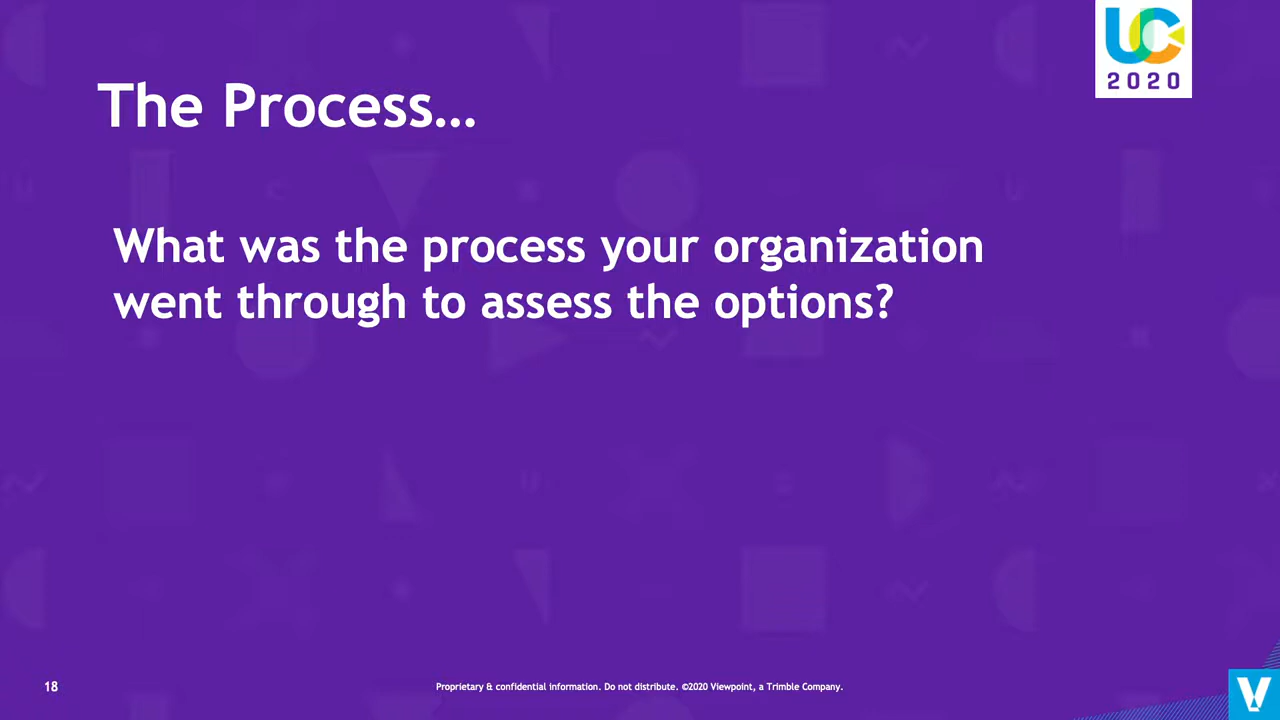 UC
2020
The Process…
What was the process your organization
went through to assess the options?
18
Proprietary & confidential information. Do not distribute. ©2020 Viewpoint, a Trimble Company.